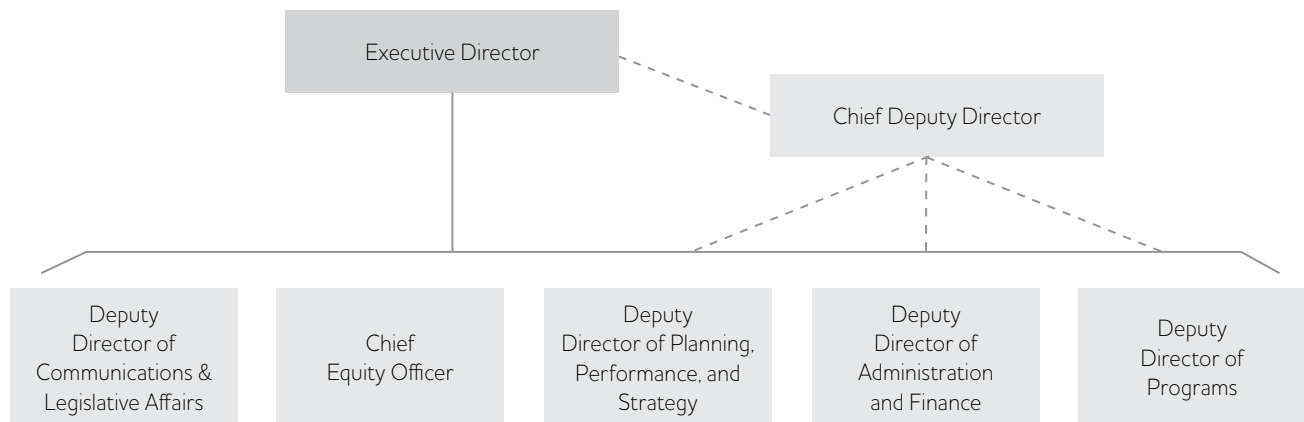 Executive Director
Chief Deputy Director
Deputy
Director of
Communications &
Legislative Affairs
Chief
Equity Officer
Deputy
Director of Planning,
Performance, and
Strategy
Deputy
Director of
Administration
and Finance
Deputy
Director of
Programs